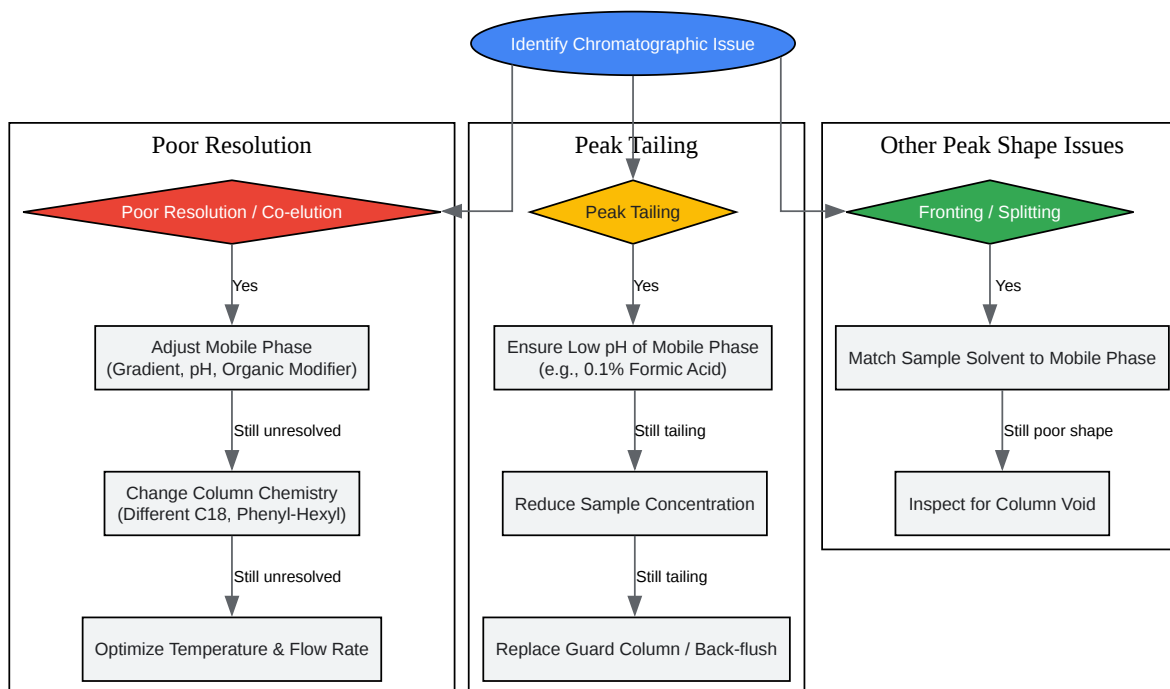 Identify Chromatographic Issue
Poor Resolution
Poor Resolution / Co-elution
Yes
Adjust Mobile Phase
(Gradient, pH, Organic Modifier)
Still unresolved
Change Column Chemistry
(Different C18, Phenyl-Hexyl)
Still unresolved
Optimize Temperature & Flow Rate
Peak Tailing
Peak Tailing
Yes
Ensure Low pH of Mobile Phase
(e.g., 0.1% Formic Acid)
Still tailing
Reduce Sample Concentration
Still tailing
Replace Guard Column / Back-flush
Other Peak Shape Issues
Fronting / Splitting
Yes
Match Sample Solvent to Mobile Phase
Still poor shape
Inspect for Column Void